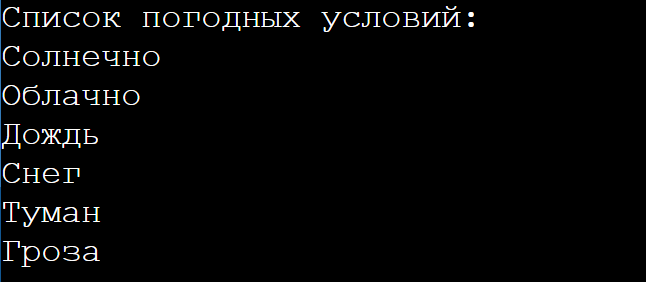 Список погодных условий:
Солнечно
Облачно
Дождь
Снег
Туман
Гроза